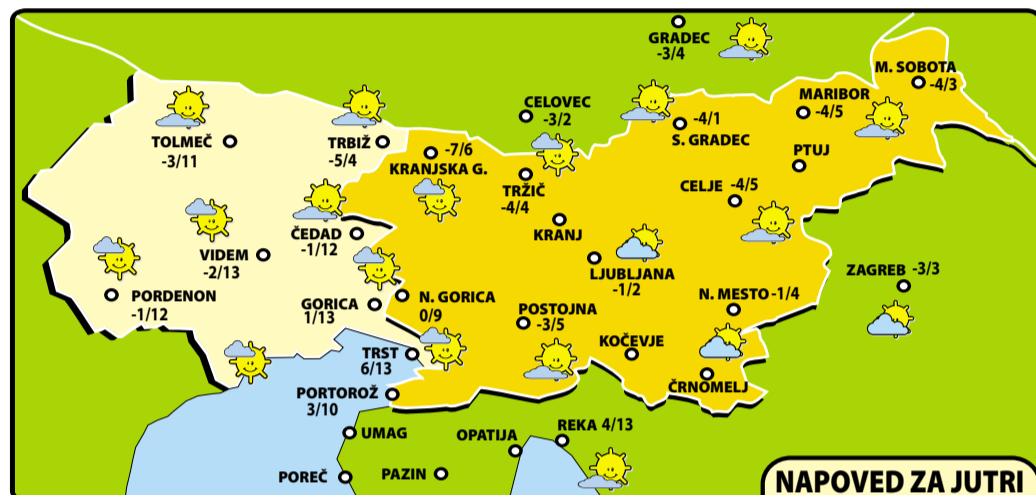 GRADEC
-3/4
M. SOBOTA
-4/3
MARIBOR
-4/5
CELOVEC
-3/2
-4/1
S. GRADEC
TOLMEČ
-3/11
TRBIŽ
-5/4
-7/6
KRANJSKA G.
PTUJ
TRŽIČ
-4/4
CELJE -4/5
KRANJ
ČEDAD
-1/12
VIDEM
-2/13
LJUBLJANA
-1/2
ZAGREB -3/3
PORDENON
-1/12
GORICA
1/13
N. GORICA
0/9
N. MESTO -1/4
POSTOJNA
-3/5
KOČEVJE
TRST
6/13
ČRNOMELJ
PORTOROŽ
3/10
UMAG
OPATIJA
REKA 4/13
POREČ
PAZIN
NAPOVED ZA JUTRI